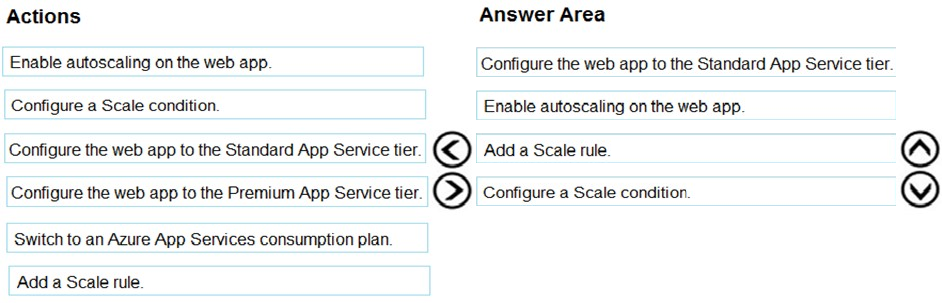 Actions
Enable autoscaling on the web app.
Configure a Scale condition.
Configure the web app to the Standard App Service tier.
Configure the web app to the Premium App Service tier.
Switch to an Azure App Services consumption plan.
Add a Scale rule.
Answer Area
Configure the web app to the Standard App Service tier.
Enable autoscaling on the web app.
Add a Scale rule.
Configure a Scale condition.